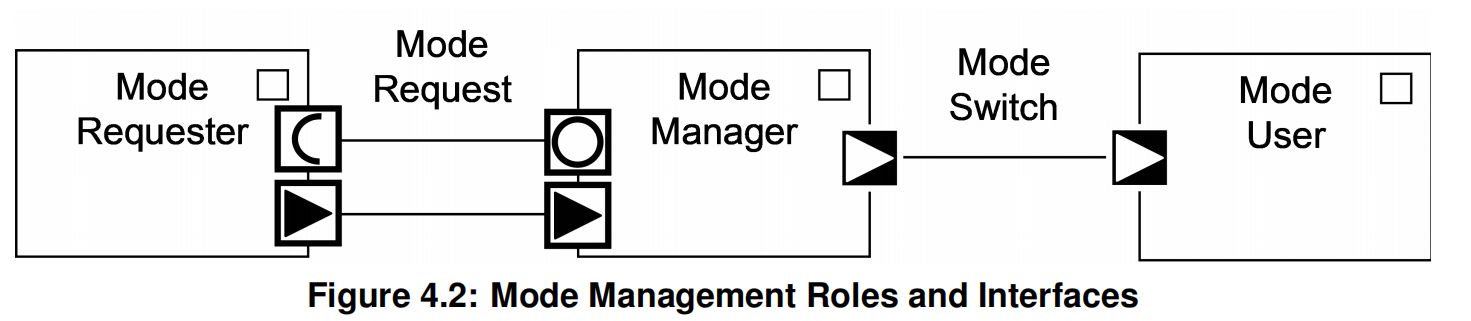 Mode
Requester
Mode
Request
Mode
Manager
Mode
Switch
Mode
User
Figure 4.2: Mode Management Roles and Interfaces